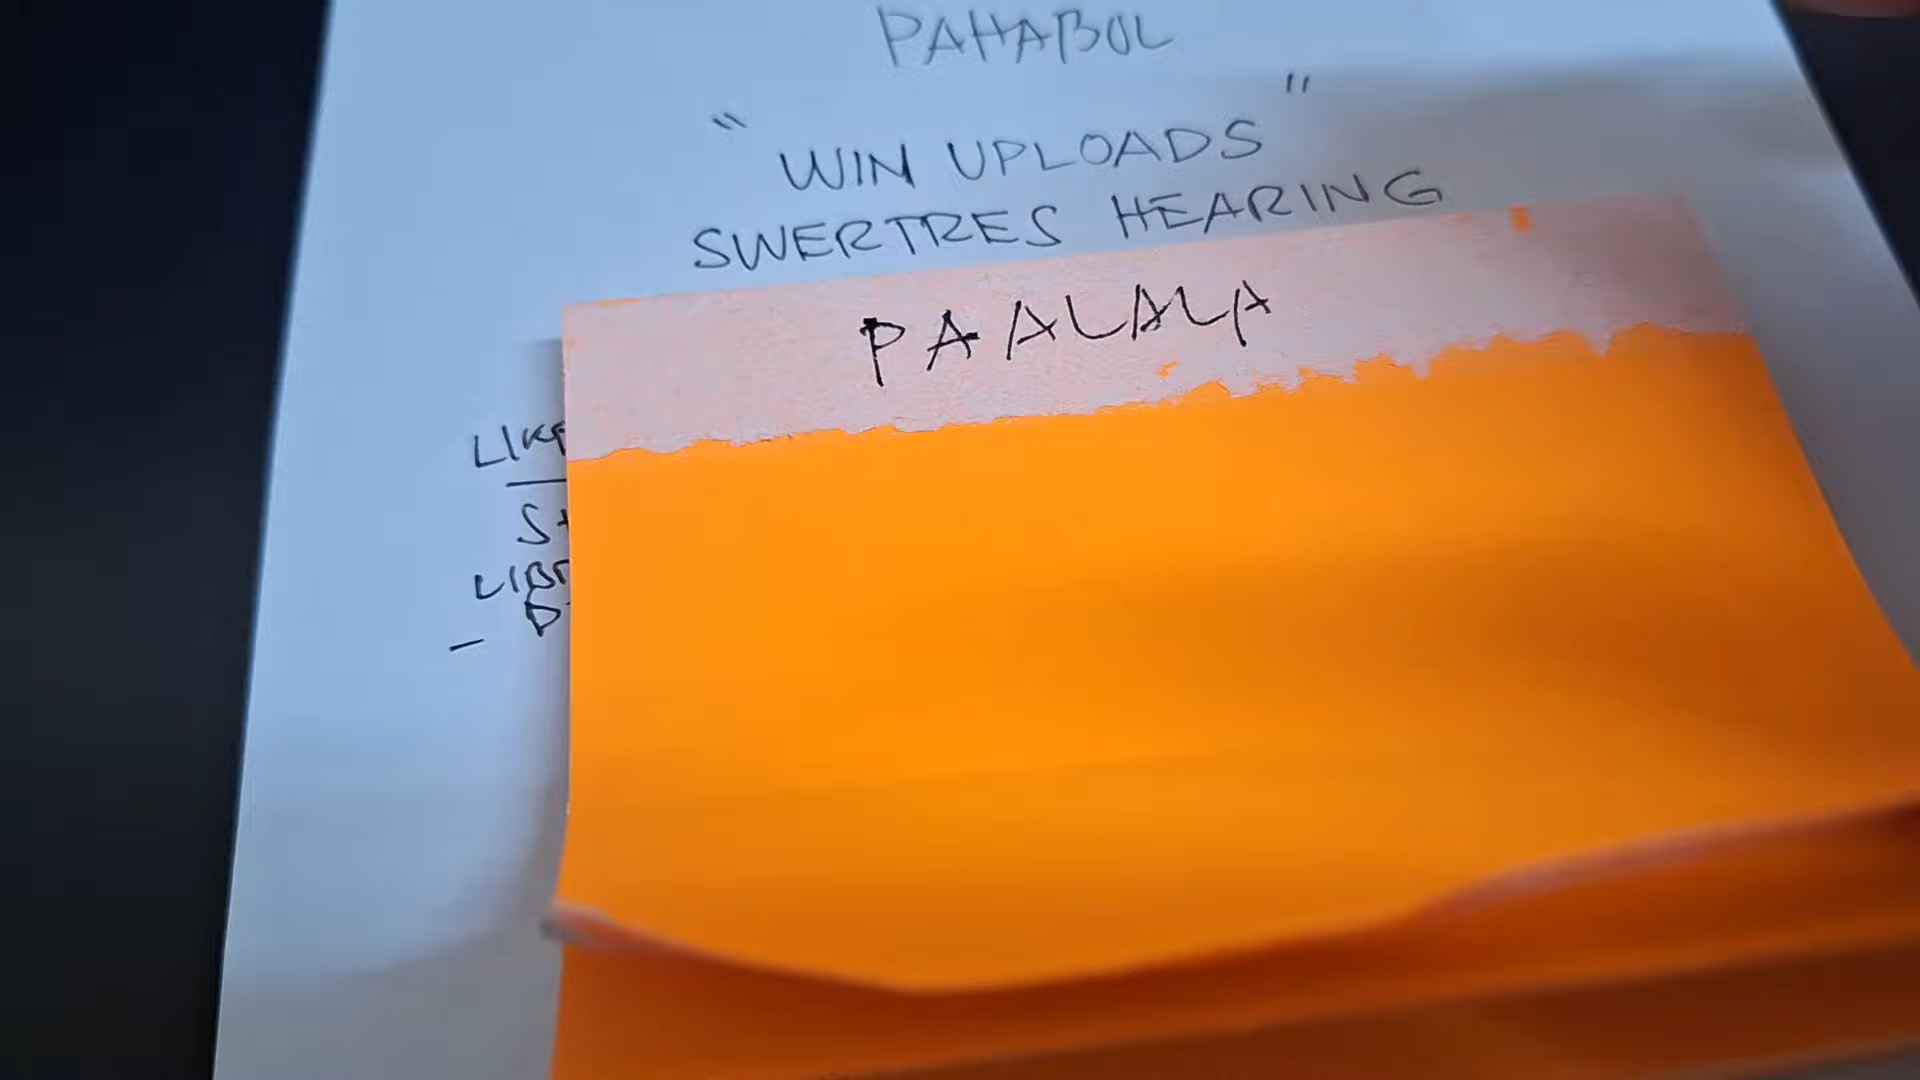 PAHABOL
" WIN UPLOADS "
SWERTRES HEARING
PAALALA